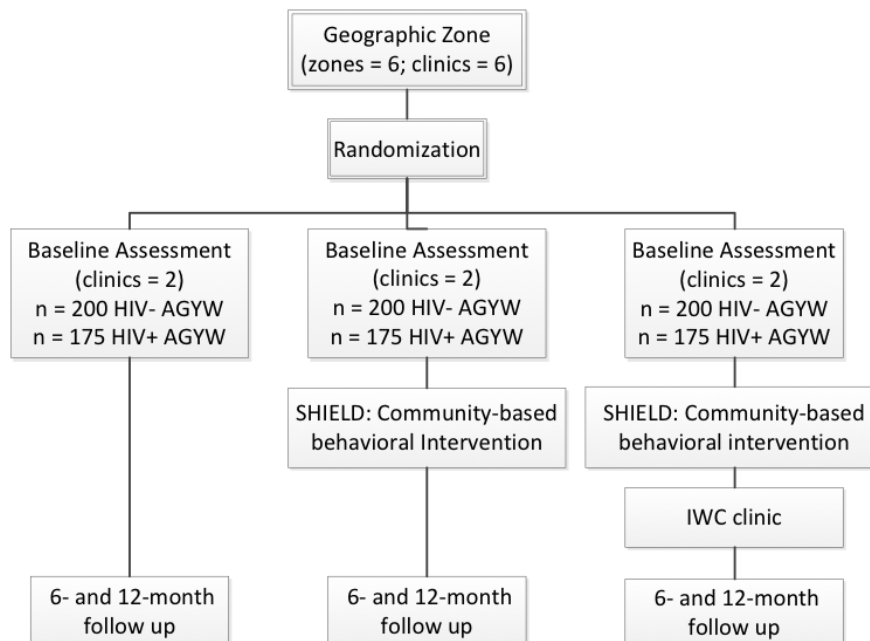 Geographic Zone
(zones = 6; clinics = 6)
Randomization
Baseline Assessment
(clinics = 2)
n = 200 HIV- AGYW
n = 175 HIV+ AGYW
Baseline Assessment
(clinics = 2)
n = 200 HIV- AGYW
n = 175 HIV+ AGYW
Baseline Assessment
(clinics = 2)
n = 200 HIV- AGYW
n = 175 HIV+ AGYW
SHIELD: Community-based
behavioral Intervention
SHIELD: Community-based
behavioral intervention
IWC clinic
6- and 12-month
follow up
6- and 12-month
follow up
6- and 12-month
follow up